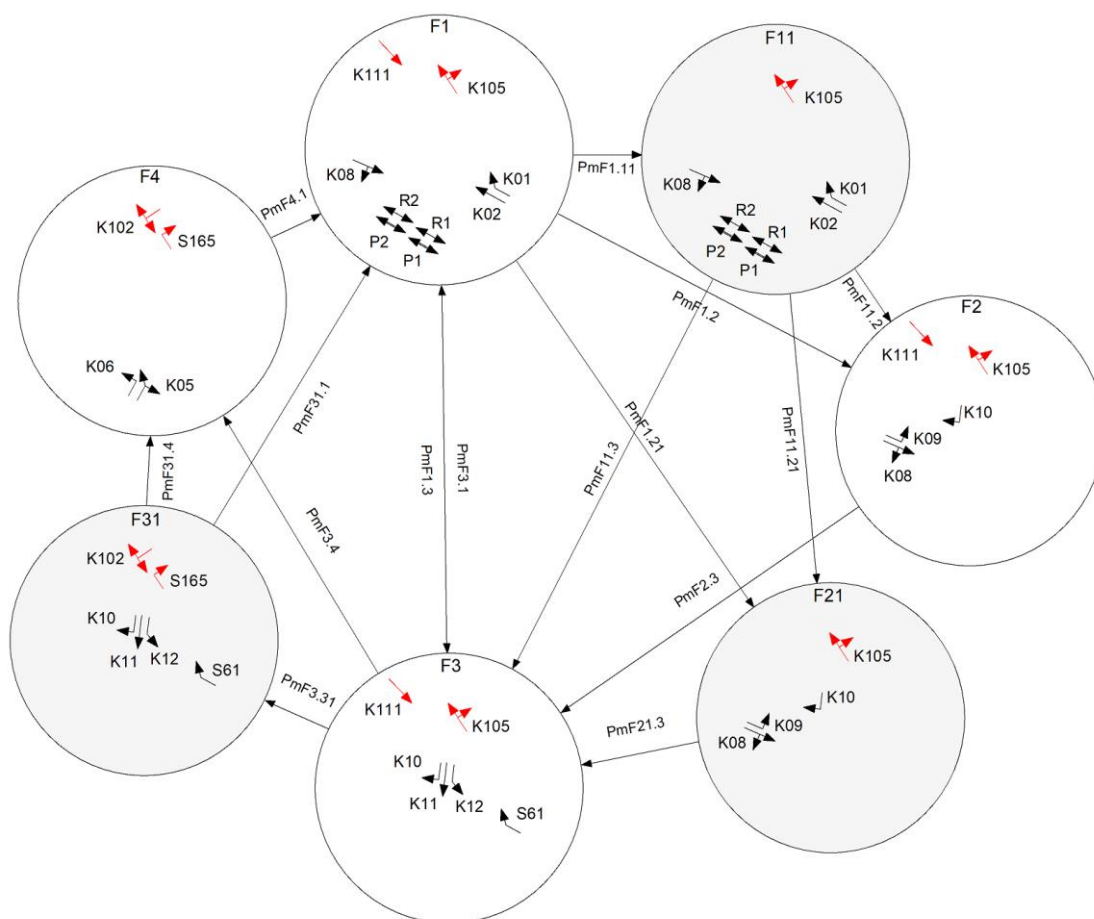 F1
K111
K105
K08
K01
K02
R2
R1
P2
P1
F11
K105
K08
K01
K02
R2
R1
P2
P1
F4
K102
S165
K06
K05
F2
K111
K105
K10
K09
K08
F31
K102
S165
K10
K11
K12
S61
F3
K111
K105
K10
K11
K12
S61
F21
K105
K10
K09
K08
PmF4.1
PmF1.11
PmF1.2
PmF11.2
PmF31.1
PmF1.3
PmF3.1
PmF1.21
PmF11.3
PmF11.21
PmF31.4
PmF3.4
PmF2.3
PmF3.31
PmF21.3